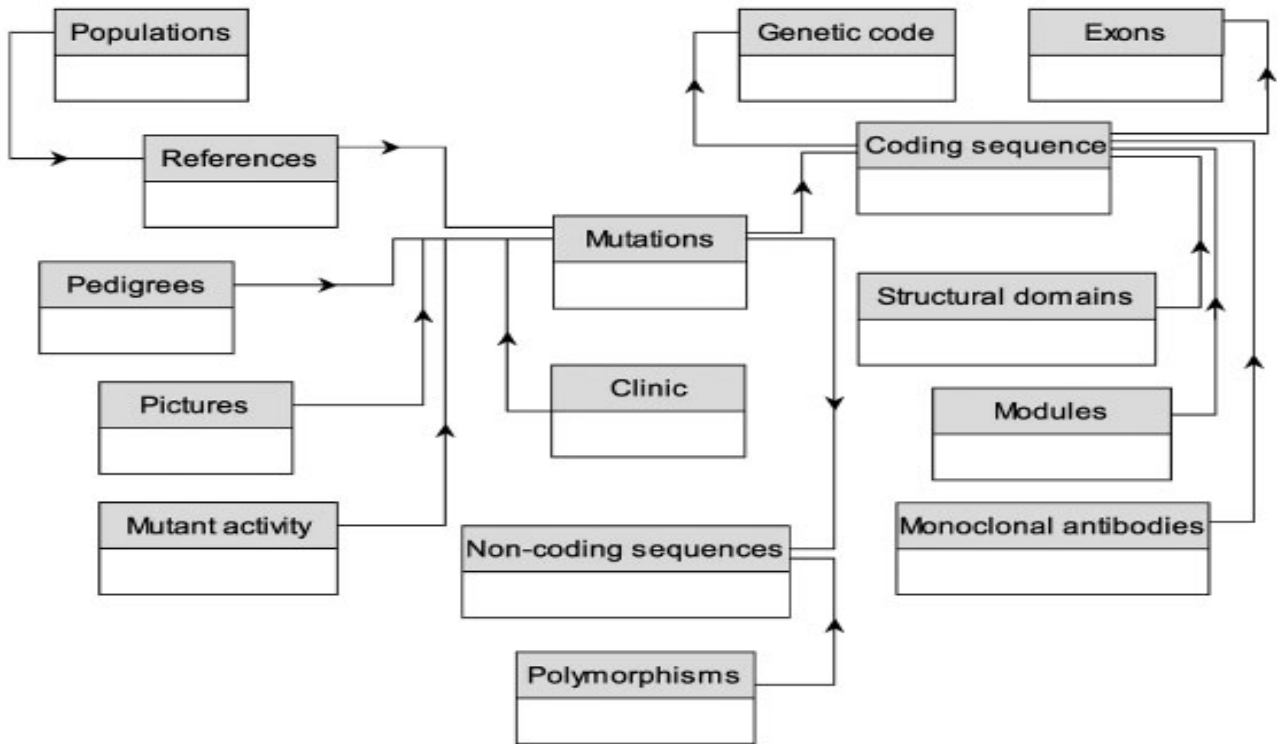 Populations
Genetic code
Exons
References
Coding sequence
Mutations
Pedigrees
Structural domains
Pictures
Clinic
Modules
Mutant activity
Non-coding sequences
Monoclonal antibodies
Polymorphisms